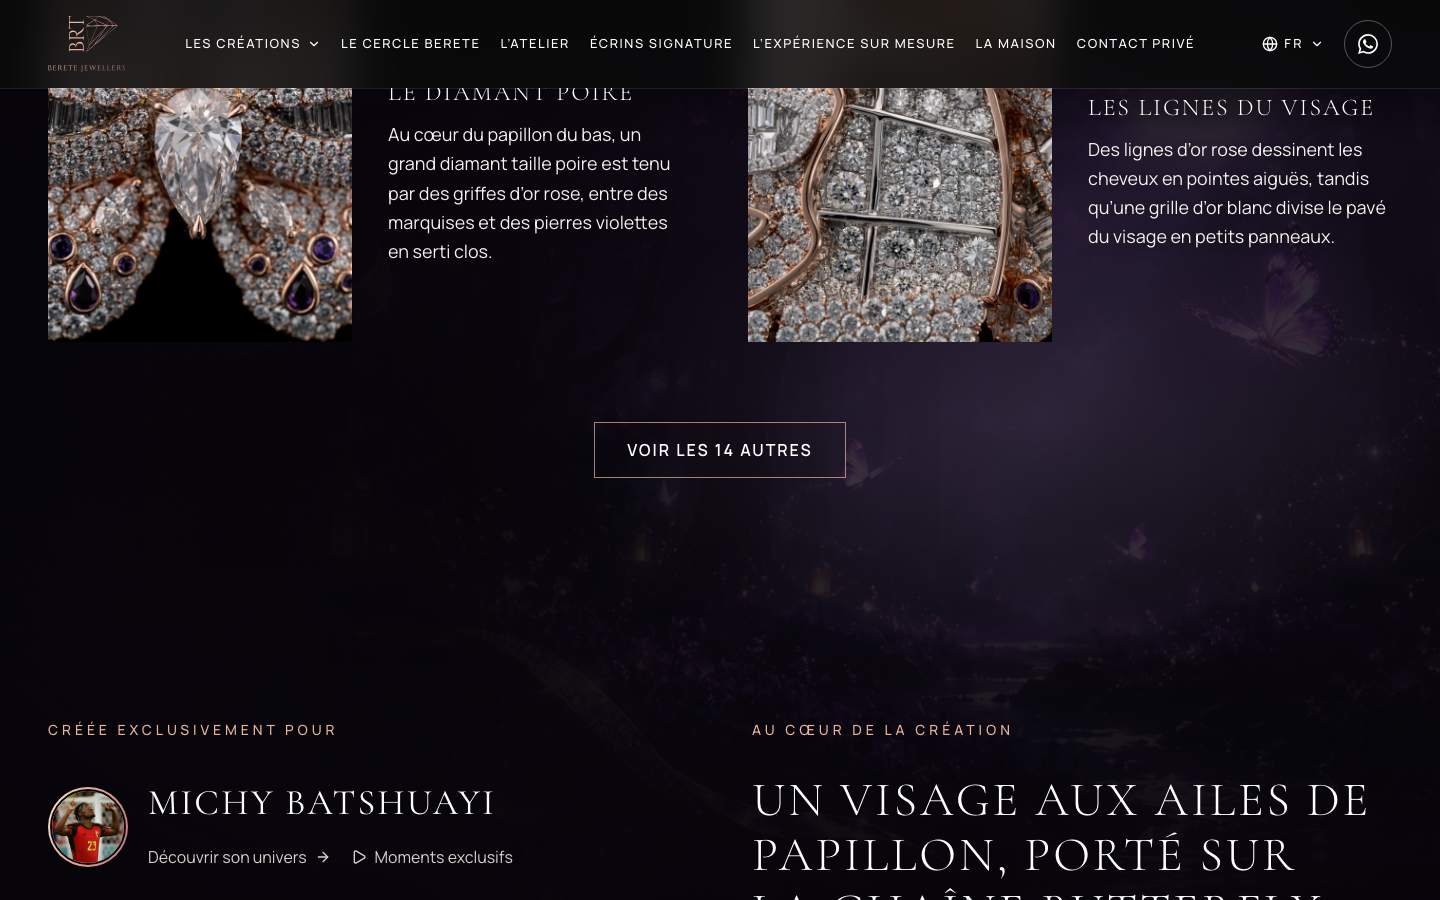 BRT
BERETE JEWELLERS
LES CRÉATIONS
LE CERCLE BERETE
L'ATELIER
ÉCRINS SIGNATURE
L'EXPÉRIENCE SUR MESURE
LA MAISON
CONTACT PRIVÉ
FR
LE DIAMANT POIRE
Au cœur du papillon du bas, un
grand diamant taille poire est tenu
par des griffes d'or rose, entre des
marquises et des pierres violettes
en serti clos.
LES LIGNES DU VISAGE
Des lignes d'or rose dessinent les
cheveux en pointes aiguës, tandis
qu'une grille d'or blanc divise le pavé
du visage en petits panneaux.
VOIR LES 14 AUTRES
CRÉÉE EXCLUSIVEMENT POUR
MICHY BATSHUAYI
23
Découvrir son univers
Moments exclusifs
AU CŒUR DE LA CRÉATION
UN VISAGE AUX AILES DE
PAPILLON, PORTÉ SUR
LA CHAÎNE BUTTERFLY